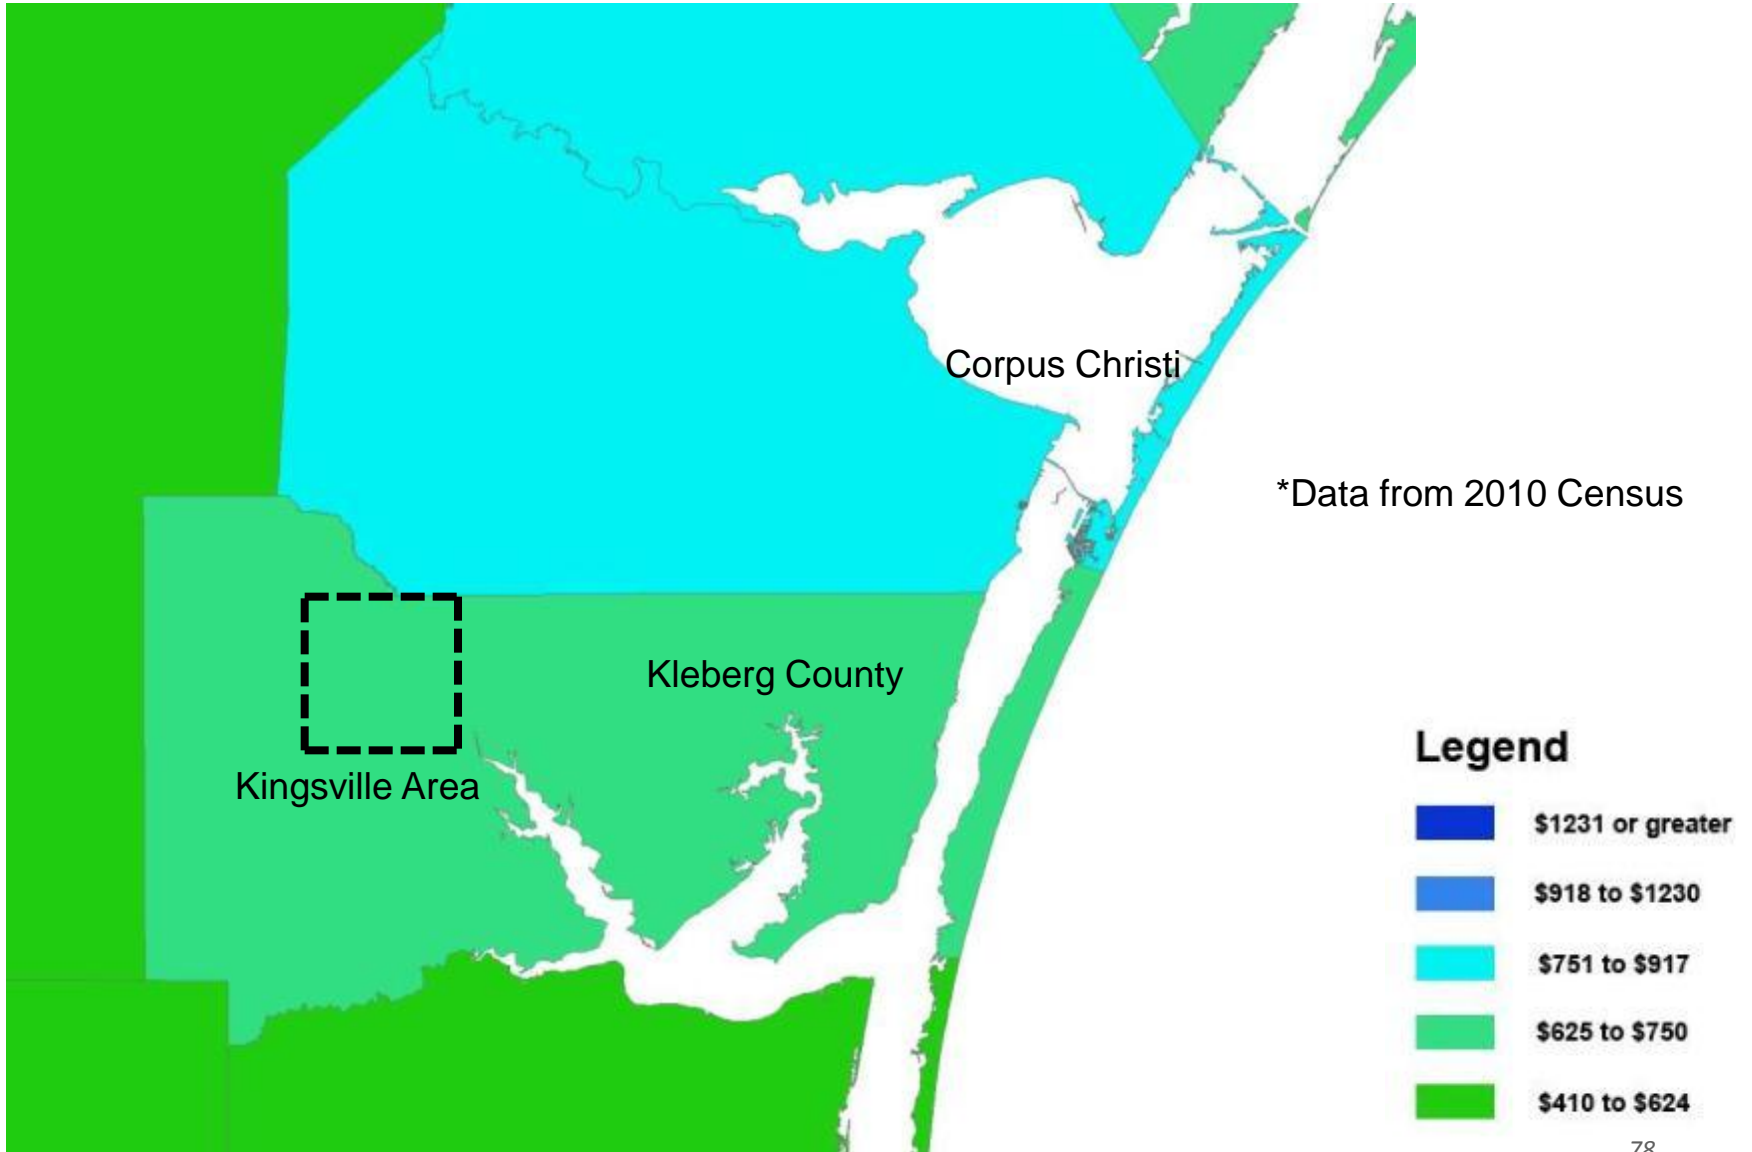 Corpus Christi
*Data from 2010 Census
Kleberg County
Kingsville Area
Legend
$1231 or greater
$918 to $1230
$751 to $917
$625 to $750
$410 to $624
78